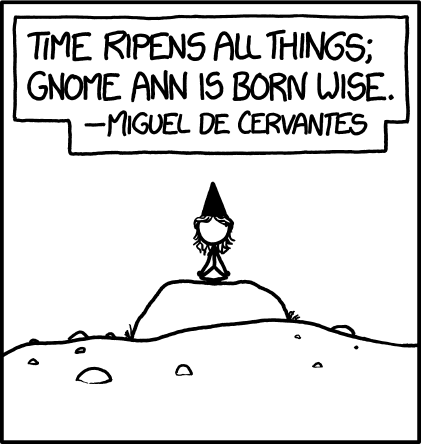 TIME RIPENS ALL THINGS;
GNOME ANN IS BORN WISE.
—MIGUEL DE CERVANTES